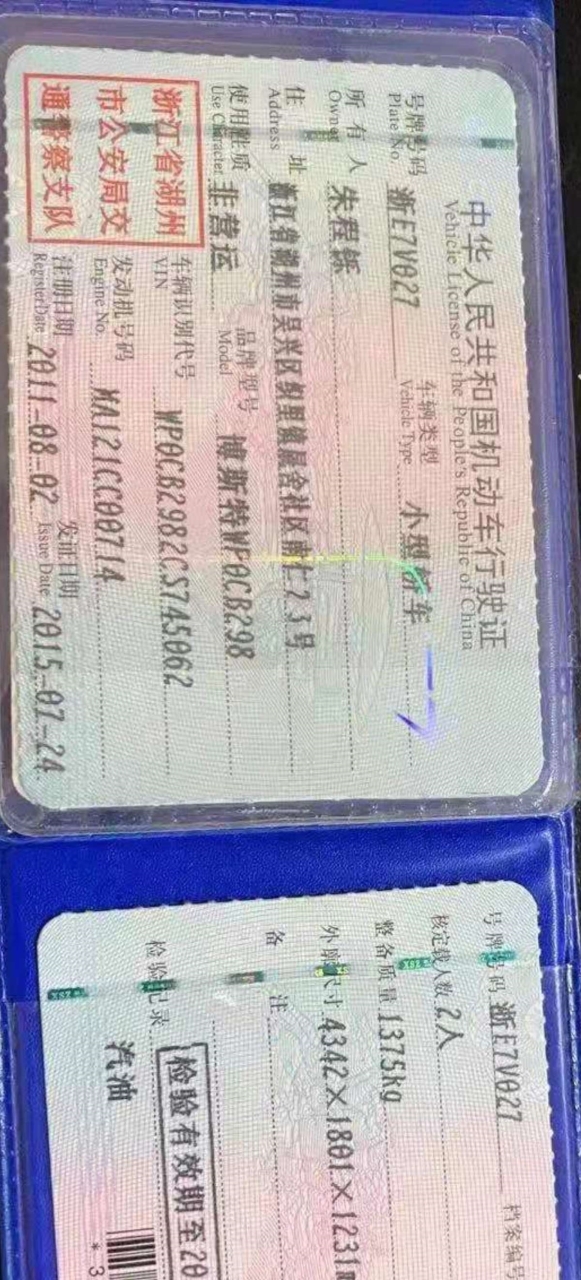 中华人民共和国机动车行驶证
Vehicle License of the People's Republic of China
号牌号码 浙E7V027 车辆类型 小型轿车
Plate No. Vehicle Type
所有人 朱程铄
Owner
住址 浙江省湖州市吴兴区织里镇晟舍社区南仁23号
Address
使用性质 非营运 品牌型号 博斯特WP0CB298
Use Character Model
浙江省湖州
市公安局交
通警察支队
车辆识别代号 WP0CB2982CS745062
VIN
发动机号码 MA121CC00714
Engine No.
注册日期 2011-08-02 发证日期 2015-07-24
Register Date Issue Date
号牌号码 浙E7V027 档案编号
核定载人数 2人
整备质量 1375kg
外廓尺寸 4342×1801×1231m
备注
检验有效期至20
检验记录
汽油
*3